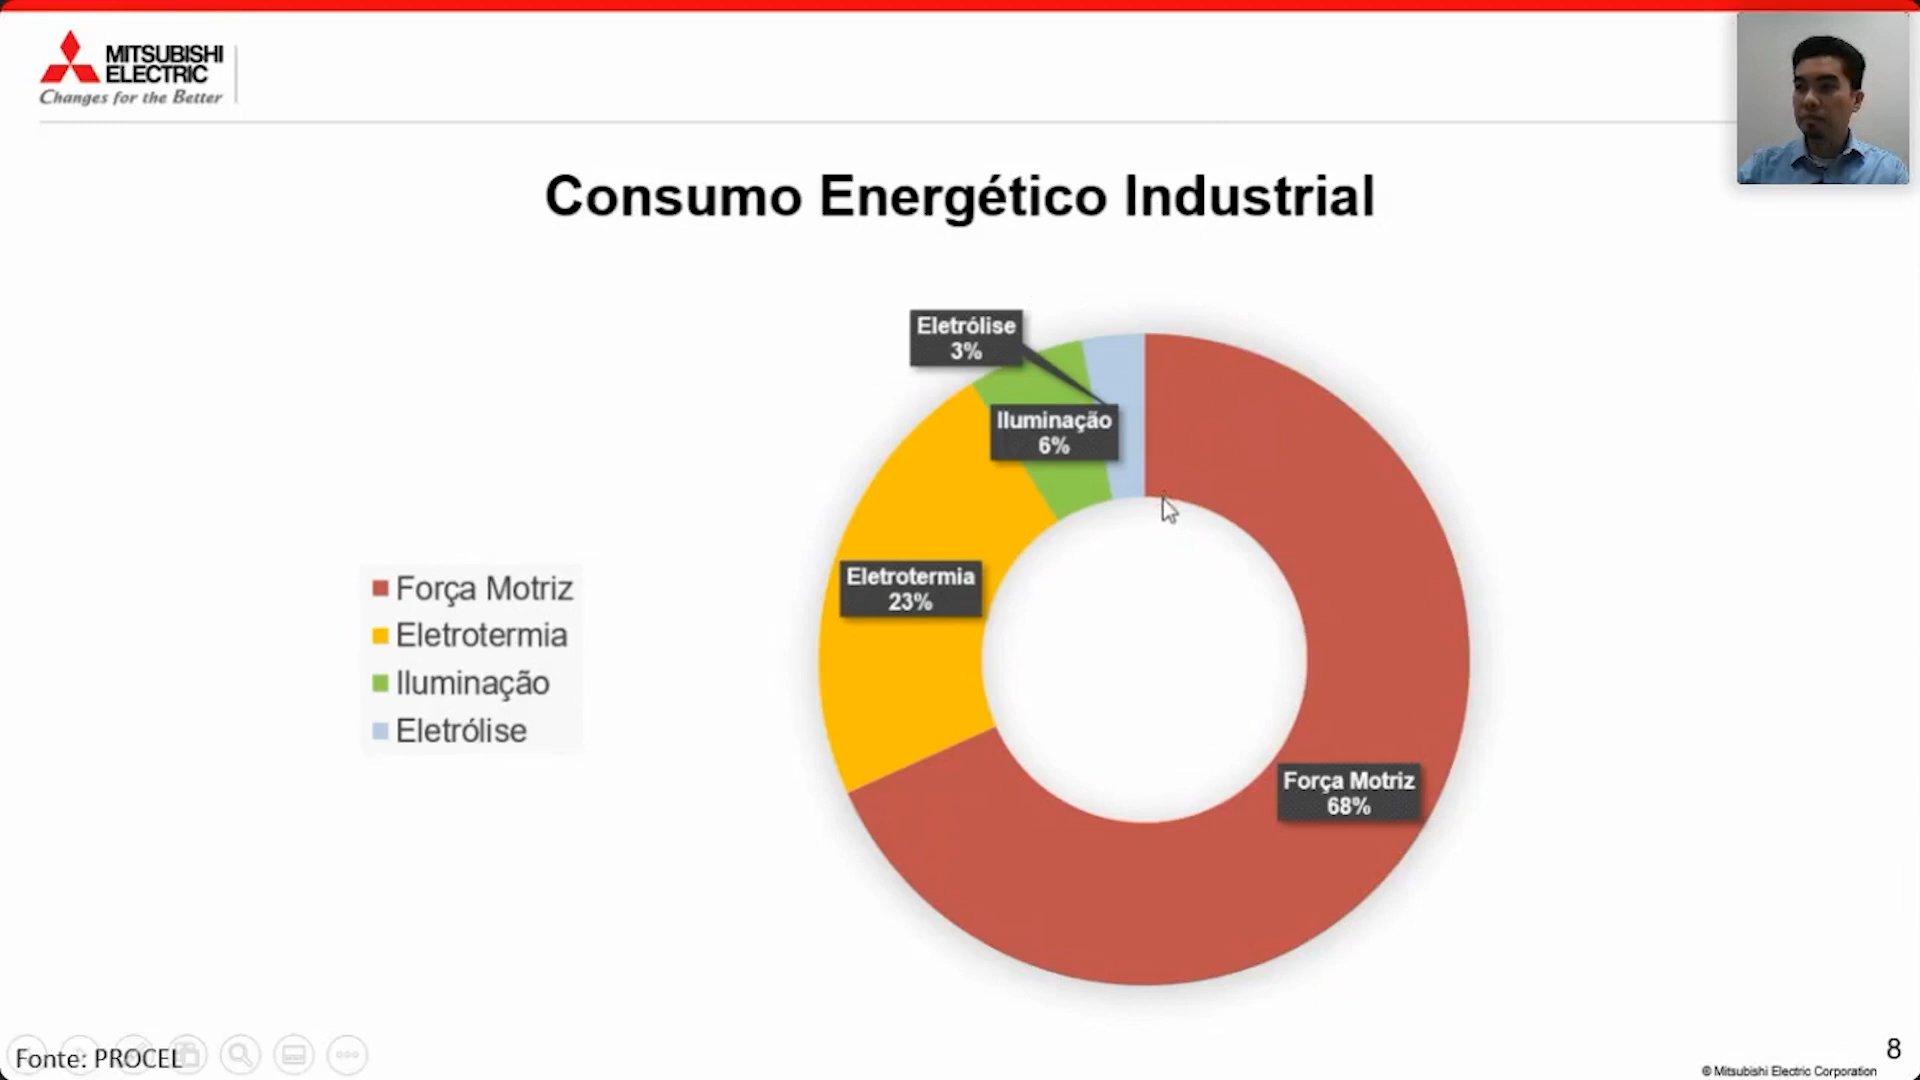 MITSUBISHI
ELECTRIC
Changes for the Better
Consumo Energético Industrial
Eletrólise
3%
Iluminação
6%
Eletrotermia
23%
Força Motriz
68%
Força Motriz
Eletrotermia
Iluminação
Eletrólise
Fonte: PROCEL
8
© Mitsubishi Electric Corporation